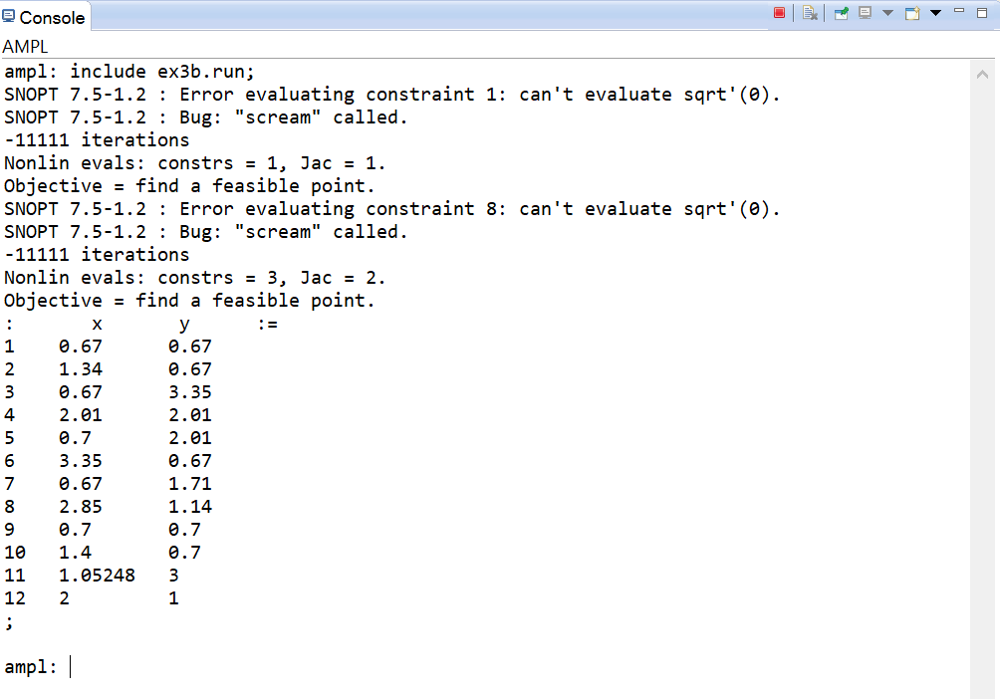 Console
AMPL
ampl: include ex3b.run;
SNOPT 7.5-1.2 : Error evaluating constraint 1: can't evaluate sqrt'(0).
SNOPT 7.5-1.2 : Bug: "scream" called.
-11111 iterations
Nonlin evals: constrs = 1, Jac = 1.
Objective = find a feasible point.
SNOPT 7.5-1.2 : Error evaluating constraint 8: can't evaluate sqrt'(0).
SNOPT 7.5-1.2 : Bug: "scream" called.
-11111 iterations
Nonlin evals: constrs = 3, Jac = 2.
Objective = find a feasible point.
:       x       y      :=
1    0.67      0.67
2    1.34      0.67
3    0.67      3.35
4    2.01      2.01
5    0.7       2.01
6    3.35      0.67
7    0.67      1.71
8    2.85      1.14
9    0.7       0.7
10   1.4       0.7
11   1.05248   3
12   2         1
;
ampl: